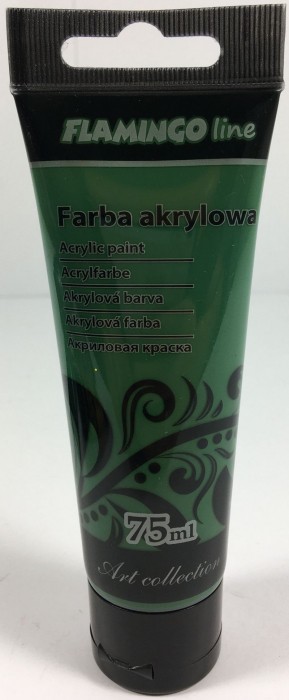 FLAMINGO line
Farba akrylowa
Acrylic paint
Acrylfarbe
Akrylová barva
Akrylová farba
Акриловая краска
75ml
Art collection